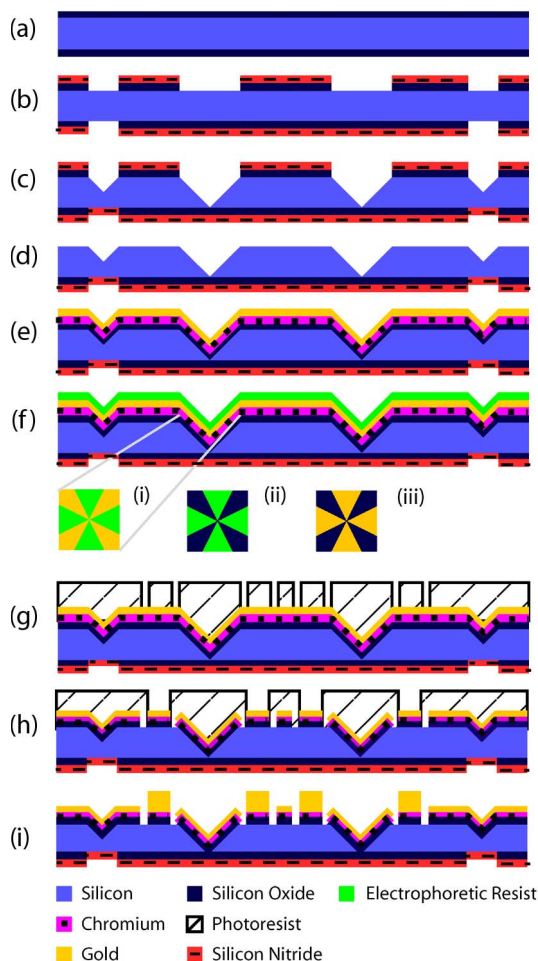 (a)
(b)
(c)
(d)
(e)
(f)
(i) (ii) (iii)
(g)
(h)
(i)
Silicon Silicon Oxide Electrophoretic Resist
Chromium Photoresist
Gold Silicon Nitride